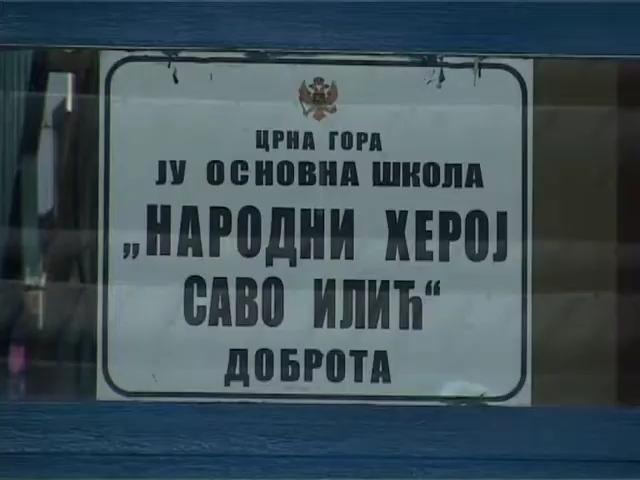 ЦРНА ГОРА
ЈУ ОСНОВНА ШКОЛА
„НАРОДНИ ХЕРОЈ
САВО ИЛИЋ“
ДОБРОТА